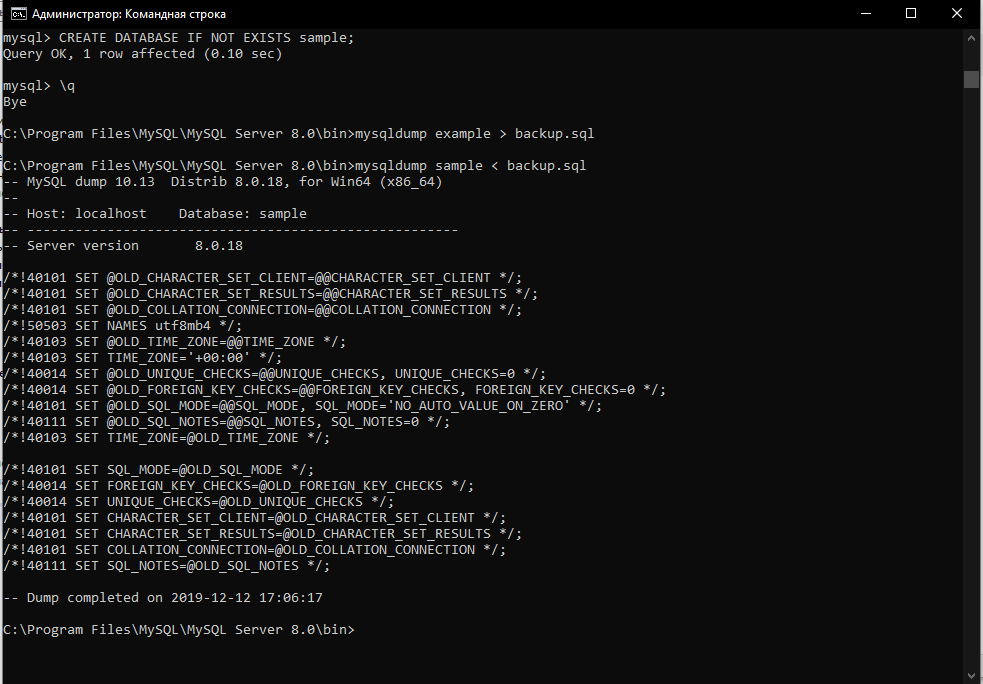 Администратор: Командная строка
mysql> CREATE DATABASE IF NOT EXISTS sample;
Query OK, 1 row affected (0.10 sec)
mysql> \q
Bye
C:\Program Files\MySQL\MySQL Server 8.0\bin>mysqldump example > backup.sql
C:\Program Files\MySQL\MySQL Server 8.0\bin>mysqldump sample < backup.sql
-- MySQL dump 10.13  Distrib 8.0.18, for Win64 (x86_64)
--
-- Host: localhost    Database: sample
-- ------------------------------------------------------
-- Server version       8.0.18
/*!40101 SET @OLD_CHARACTER_SET_CLIENT=@@CHARACTER_SET_CLIENT */;
/*!40101 SET @OLD_CHARACTER_SET_RESULTS=@@CHARACTER_SET_RESULTS */;
/*!40101 SET @OLD_COLLATION_CONNECTION=@@COLLATION_CONNECTION */;
/*!50503 SET NAMES utf8mb4 */;
/*!40103 SET @OLD_TIME_ZONE=@@TIME_ZONE */;
/*!40103 SET TIME_ZONE='+00:00' */;
/*!40014 SET @OLD_UNIQUE_CHECKS=@@UNIQUE_CHECKS, UNIQUE_CHECKS=0 */;
/*!40014 SET @OLD_FOREIGN_KEY_CHECKS=@@FOREIGN_KEY_CHECKS, FOREIGN_KEY_CHECKS=0 */;
/*!40101 SET @OLD_SQL_MODE=@@SQL_MODE, SQL_MODE='NO_AUTO_VALUE_ON_ZERO' */;
/*!40111 SET @OLD_SQL_NOTES=@@SQL_NOTES, SQL_NOTES=0 */;
/*!40103 SET TIME_ZONE=@OLD_TIME_ZONE */;
/*!40101 SET SQL_MODE=@OLD_SQL_MODE */;
/*!40014 SET FOREIGN_KEY_CHECKS=@OLD_FOREIGN_KEY_CHECKS */;
/*!40014 SET UNIQUE_CHECKS=@OLD_UNIQUE_CHECKS */;
/*!40101 SET CHARACTER_SET_CLIENT=@OLD_CHARACTER_SET_CLIENT */;
/*!40101 SET CHARACTER_SET_RESULTS=@OLD_CHARACTER_SET_RESULTS */;
/*!40101 SET COLLATION_CONNECTION=@OLD_COLLATION_CONNECTION */;
/*!40111 SET SQL_NOTES=@OLD_SQL_NOTES */;
-- Dump completed on 2019-12-12 17:06:17
C:\Program Files\MySQL\MySQL Server 8.0\bin>